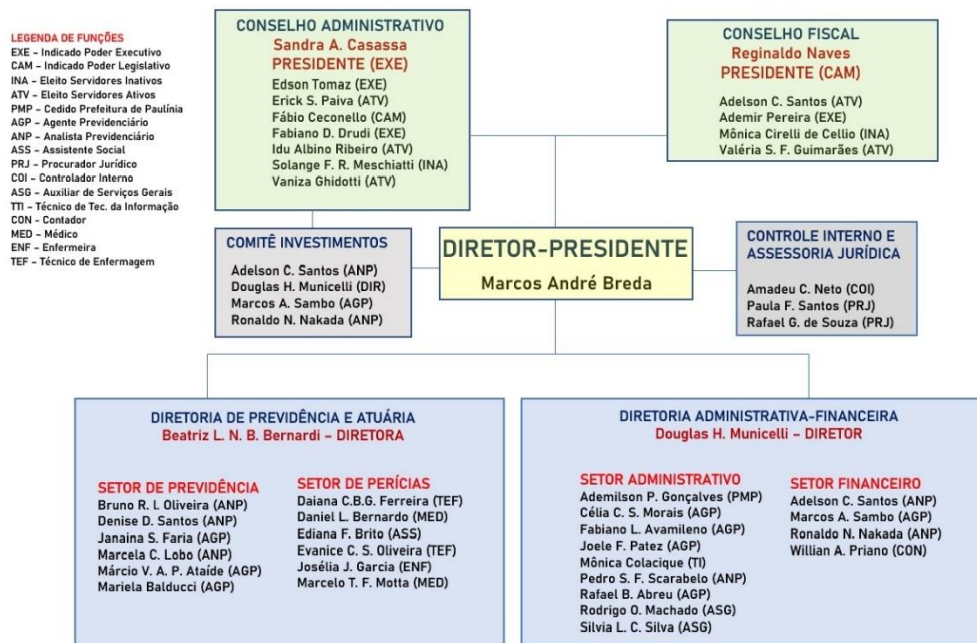 LEGENDA DE FUNÇÕES
EXE – Indicado Poder Executivo
CAM – Indicado Poder Legislativo
INA – Eleito Servidores Inativos
ATV – Eleito Servidores Ativos
PMP – Cedido Prefeitura de Paulínia
AGP – Agente Previdenciário
ANP – Analista Previdenciário
ASS – Assistente Social
PRJ – Procurador Jurídico
COI – Controlador Interno
ASG – Auxiliar de Serviços Gerais
TTI – Técnico de Tec. da Informação
CON - Contador
MED – Médico
ENF – Enfermeira
TEF – Técnico de Enfermagem
CONSELHO ADMINISTRATIVO
Sandra A. Casassa
PRESIDENTE (EXE)
Edson Tomaz (EXE)
Erick S. Paiva (ATV)
Fábio Ceconello (CAM)
Fabiano D. Drudi (EXE)
Idu Albino Ribeiro (ATV)
Solange F. R. Meschiatti (INA)
Vaniza Ghidotti (ATV)
CONSELHO FISCAL
Reginaldo Naves
PRESIDENTE (CAM)
Adelson C. Santos (ATV)
Ademir Pereira (EXE)
Mônica Cirelli de Cellio (INA)
Valéria S. F. Guimarães (ATV)
COMITÊ INVESTIMENTOS
Adelson C. Santos (ANP)
Douglas H. Municelli (DIR)
Marcos A. Sambo (AGP)
Ronaldo N. Nakada (ANP)
DIRETOR-PRESIDENTE
Marcos André Breda
CONTROLE INTERNO E
ASSESSORIA JURÍDICA
Amadeu C. Neto (COI)
Paula F. Santos (PRJ)
Rafael G. de Souza (PRJ)
DIRETORIA DE PREVIDÊNCIA E ATUÁRIA
Beatriz L. N. B. Bernardi – DIRETORA
SETOR DE PREVIDÊNCIA
Bruno R. L Oliveira (ANP)
Denise D. Santos (ANP)
Janaina S. Faria (AGP)
Marcela C. Lobo (ANP)
Márcio V. A. P. Ataíde (AGP)
Mariela Balducci (AGP)
SETOR DE PERÍCIAS
Daiana C.B.G. Ferreira (TEF)
Daniel L. Bernardo (MED)
Ediana F. Brito (ASS)
Evanice C. S. Oliveira (TEF)
Josélia J. Garcia (ENF)
Marcelo T. F. Motta (MED)
DIRETORIA ADMINISTRATIVA-FINANCEIRA
Douglas H. Municelli – DIRETOR
SETOR ADMINISTRATIVO
Ademilson P. Gonçalves (PMP)
Célia C. S. Morais (AGP)
Fabiano L. Avamileno (AGP)
Joele F. Patez (AGP)
Mônica Colacique (TI)
Pedro S. F. Scarabelo (ANP)
Rafael B. Abreu (AGP)
Rodrigo O. Machado (ASG)
Silvia L. C. Silva (ASG)
SETOR FINANCEIRO
Adelson C. Santos (ANP)
Marcos A. Sambo (AGP)
Ronaldo N. Nakada (ANP)
Willian A. Priano (CON)